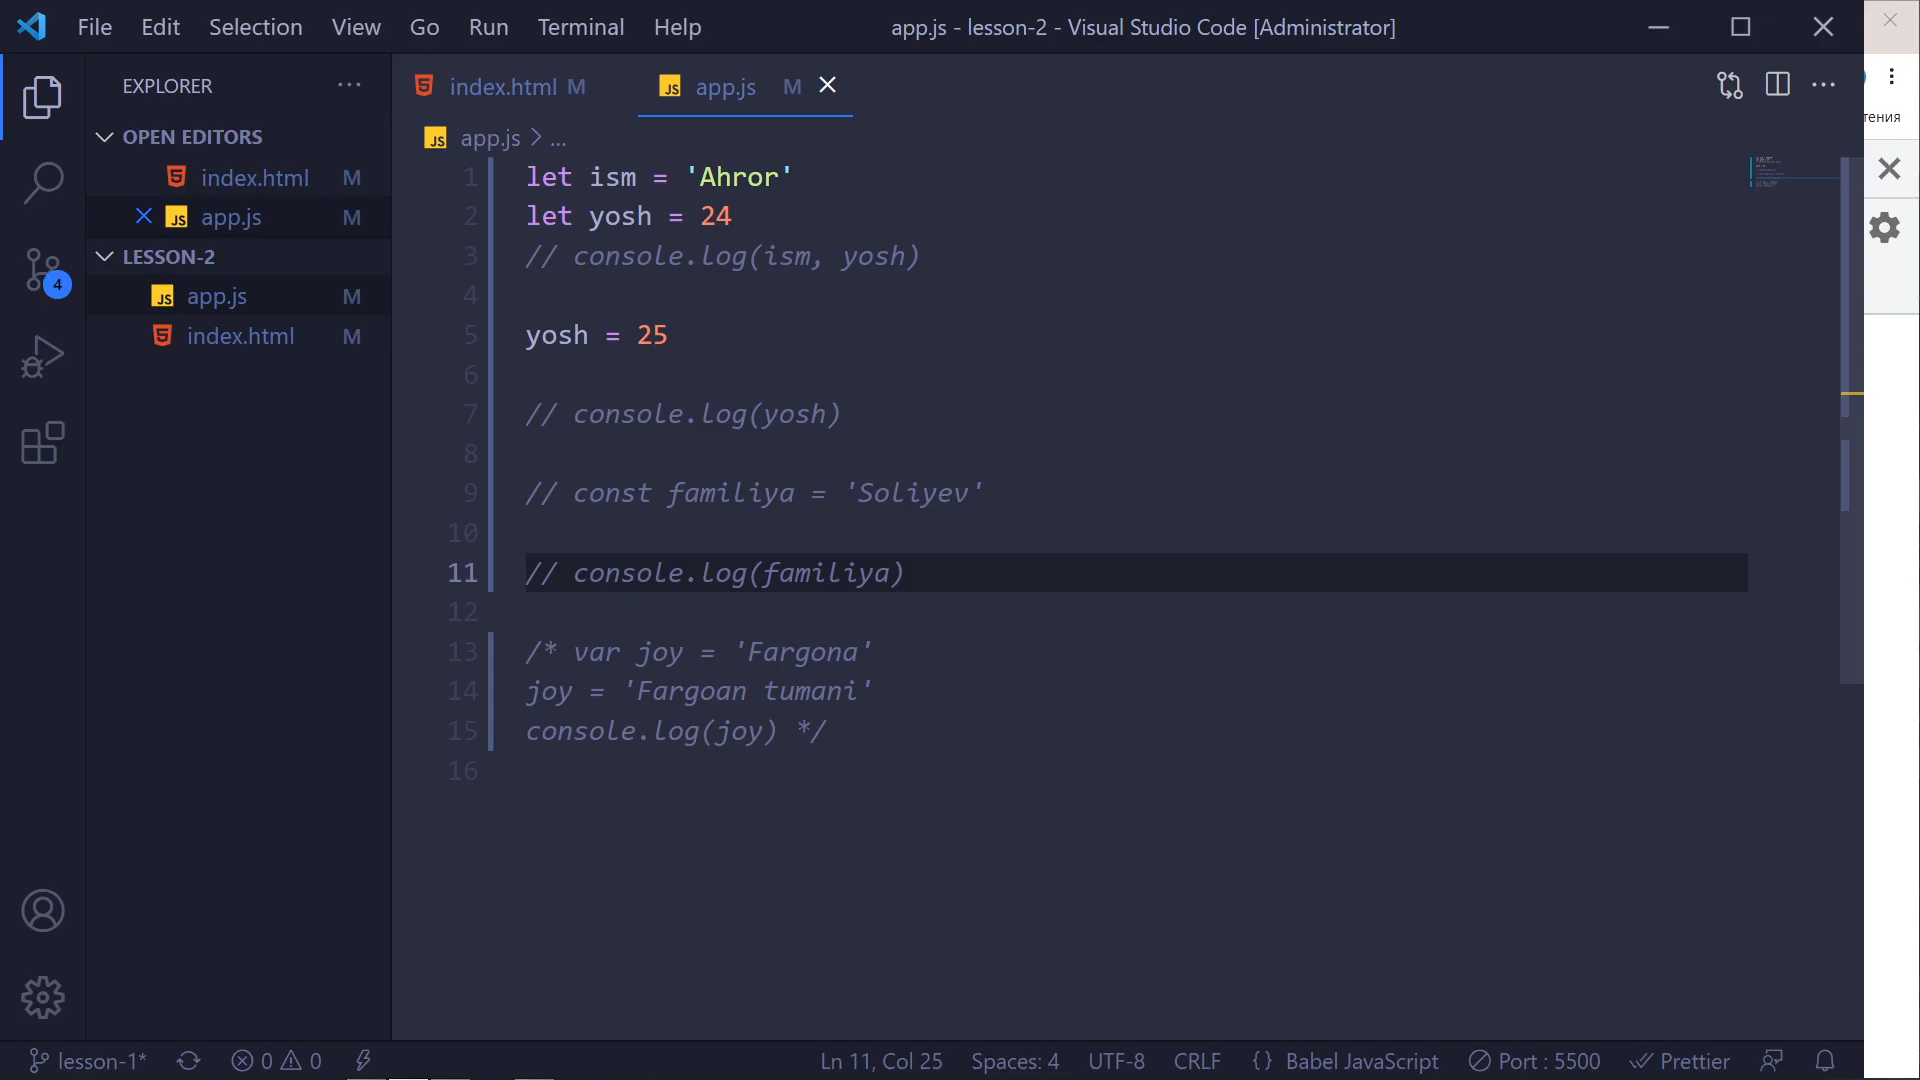 File Edit Selection View Go Run Terminal Help
app.js - lesson-2 - Visual Studio Code [Administrator]
EXPLORER
OPEN EDITORS
index.html M
app.js M
LESSON-2
app.js M
index.html M
4
index.html M
JS app.js M
JS app.js > ...
1 let ism = 'Ahror'
2 let yosh = 24
3 // console.log(ism, yosh)
4
5 yosh = 25
6
7 // console.log(yosh)
8
9 // const familiya = 'Soliyev'
10
11 // console.log(familiya)
12
13 /* var joy = 'Fargona'
14 joy = 'Fargoan tumani'
15 console.log(joy) */
16
тения
lesson-1* 0 0 Ln 11, Col 25 Spaces: 4 UTF-8 CRLF {} Babel JavaScript Port : 5500 Prettier